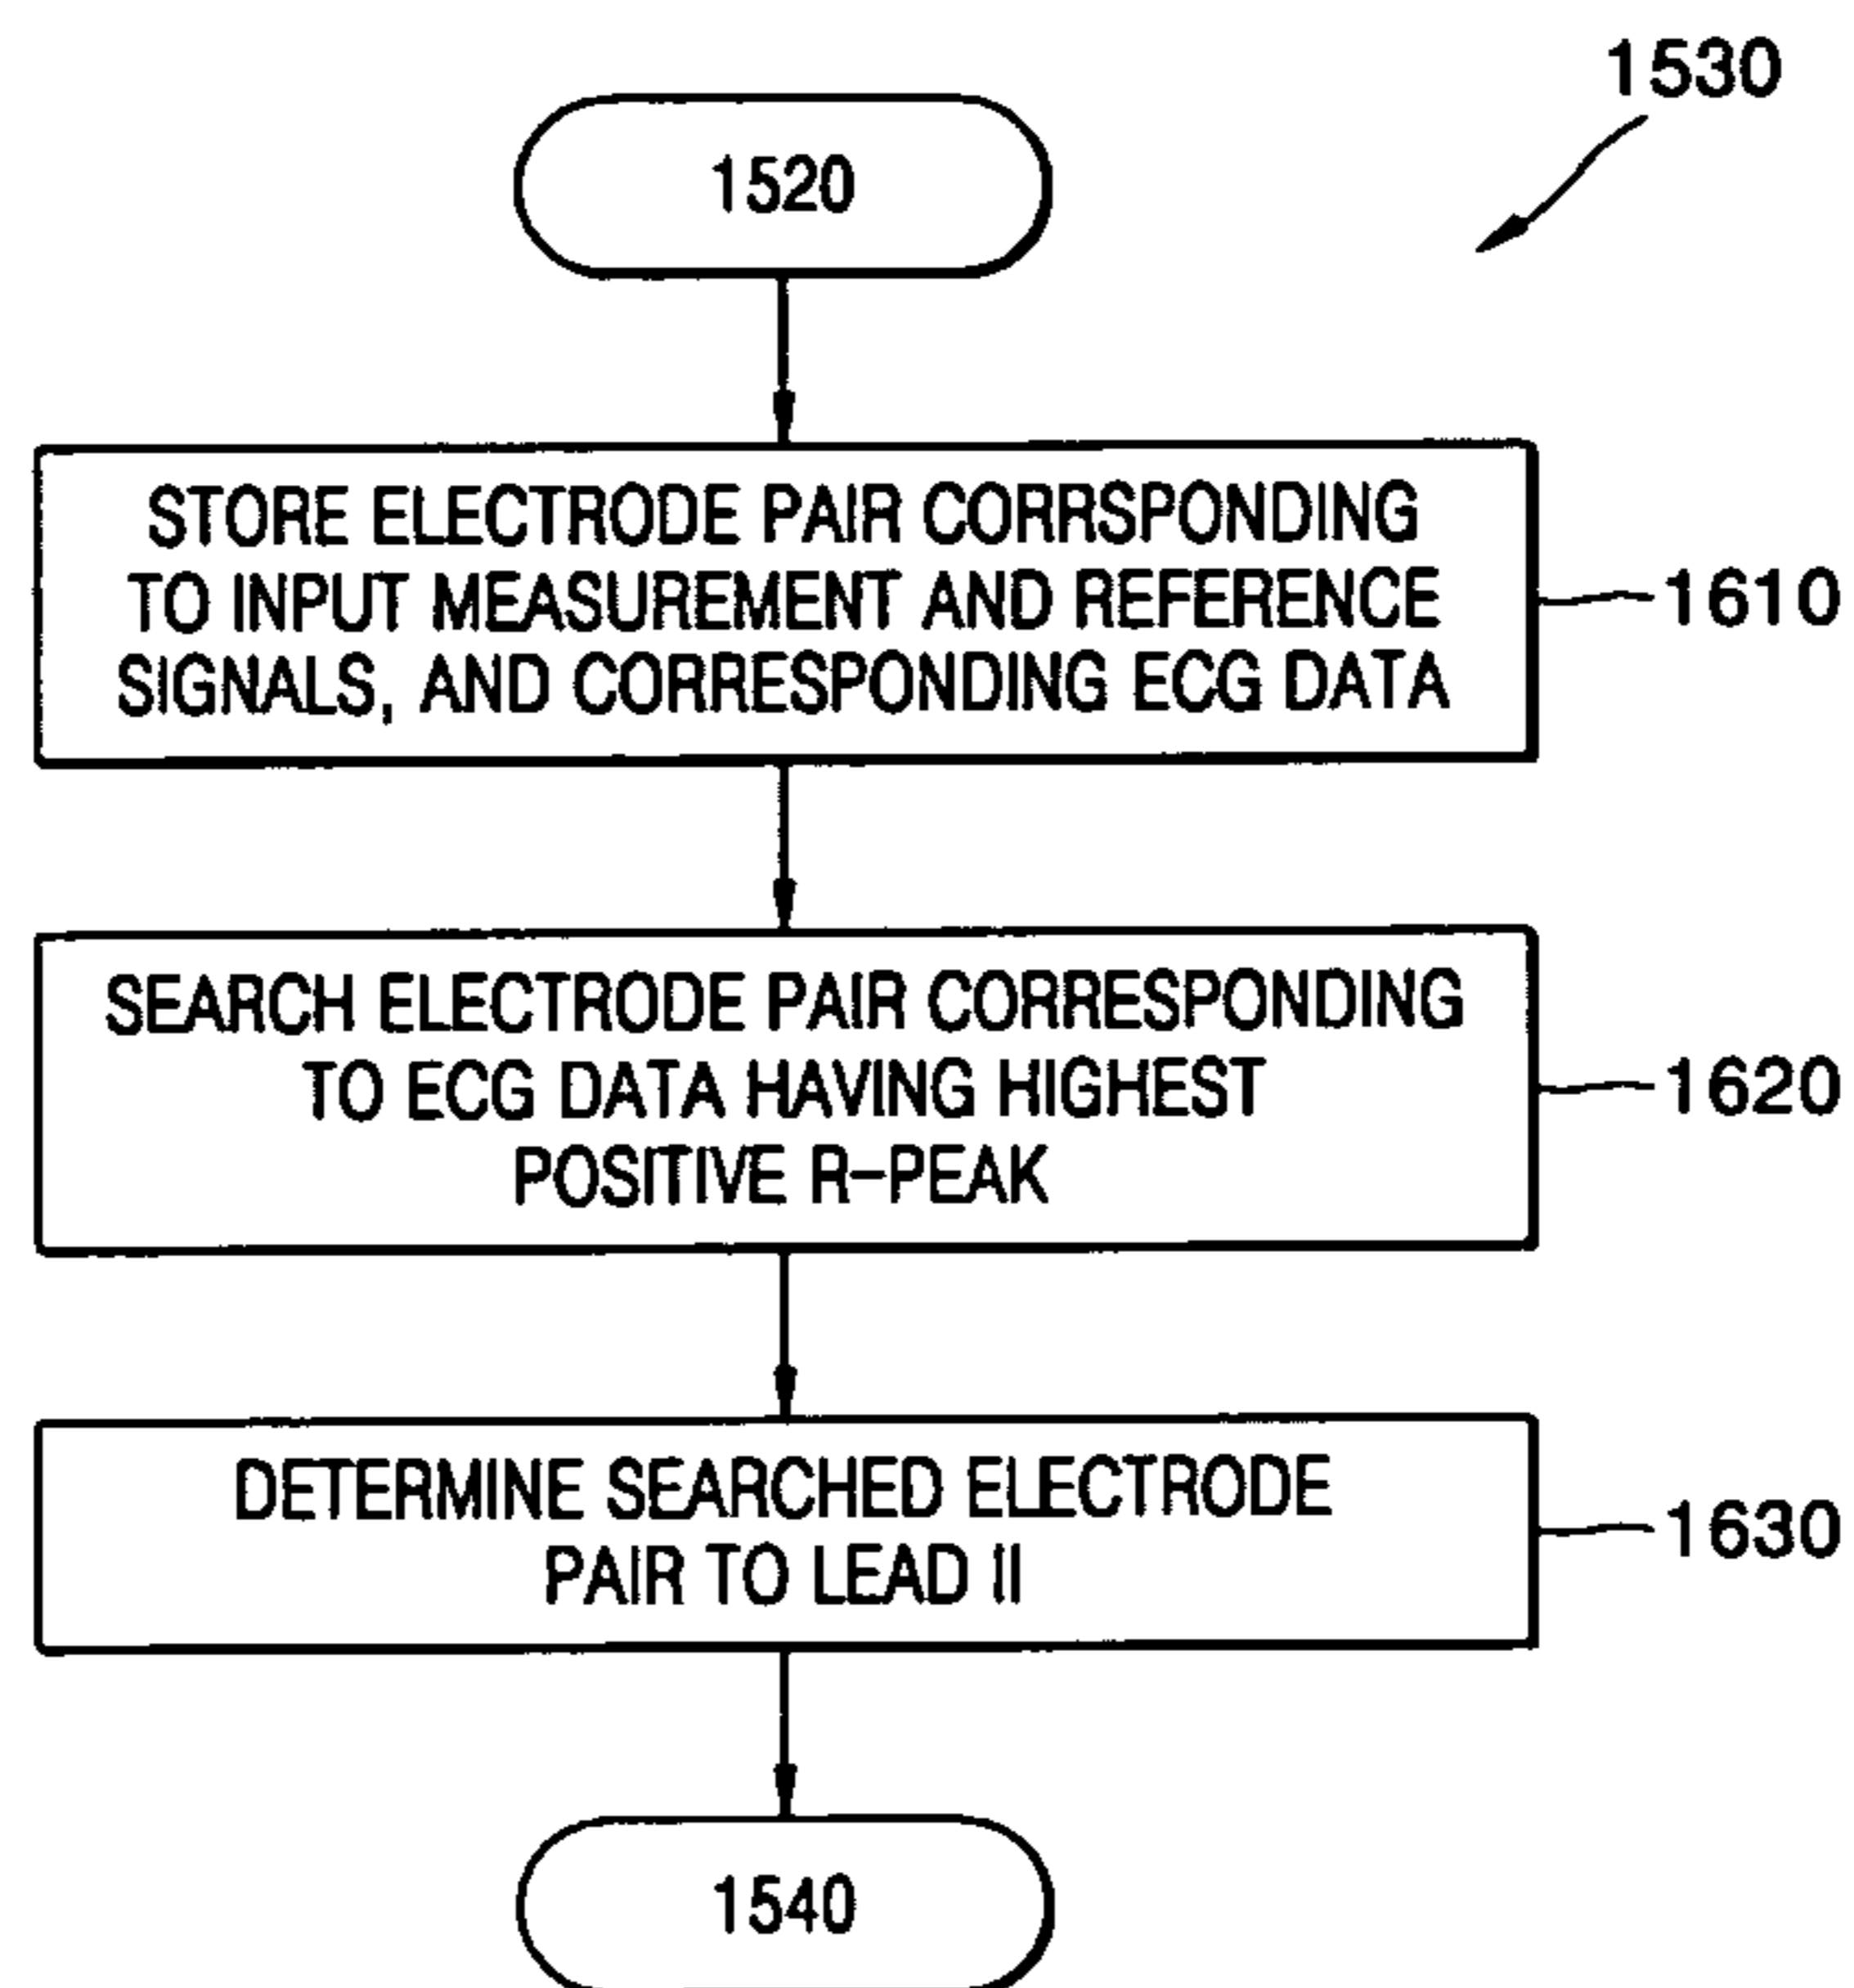 1530
1520
STORE ELECTRODE PAIR CORRSPONDING
TO INPUT MEASUREMENT AND REFERENCE
SIGNALS, AND CORRESPONDING ECG DATA
1610
SEARCH ELECTRODE PAIR CORRESPONDING
TO ECG DATA HAVING HIGHEST
POSITIVE R-PEAK
1620
DETERMINE SEARCHED ELECTRODE
PAIR TO LEAD II
1630
1540